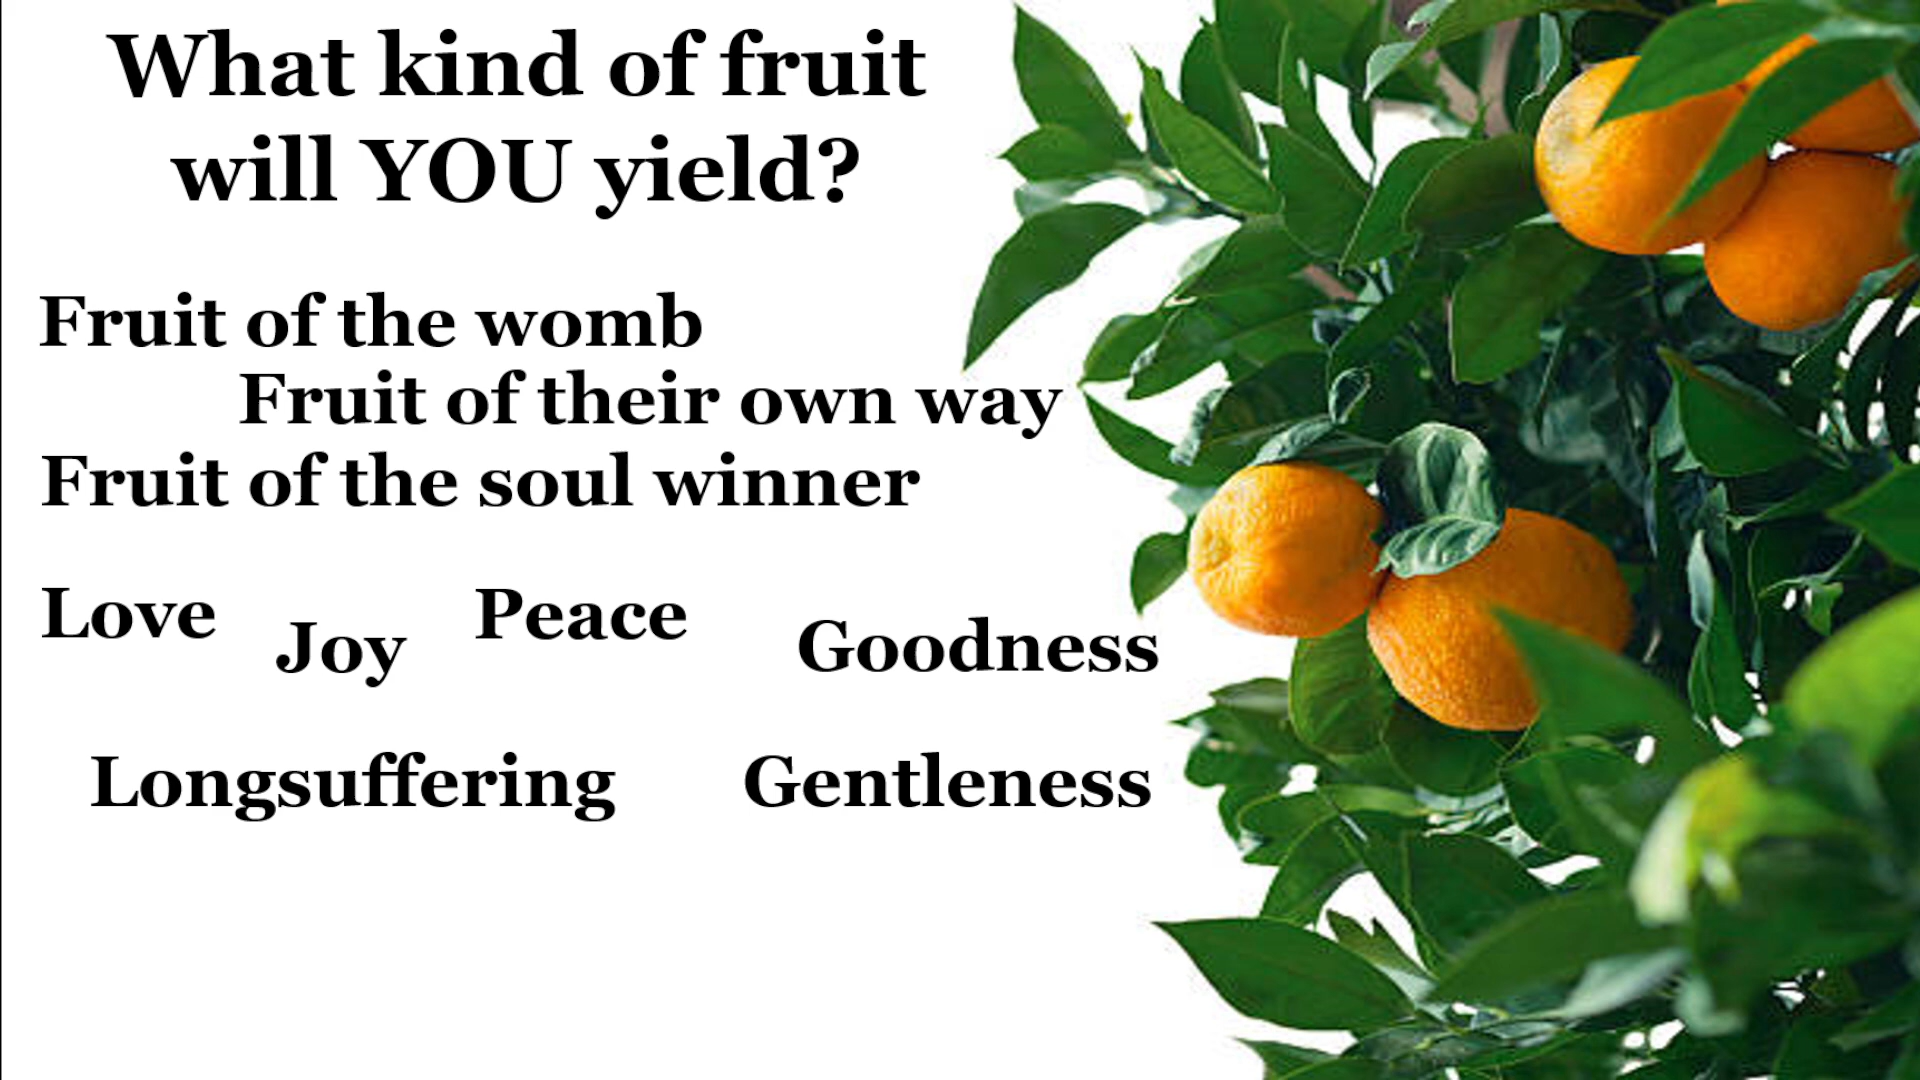 What kind of fruit
will YOU yield?
Fruit of the womb
Fruit of their own way
Fruit of the soul winner
Love Joy Peace Goodness
Longsuffering Gentleness